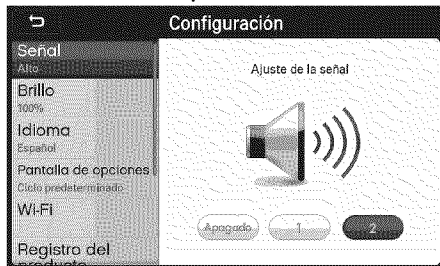 Configuración
Señal
Alto
Brillo
100%
Idioma
Español
Pantalla de opciones
Ciclo predeterminado
Wi-Fi
Registro del
producto
Ajuste de la señal
Apagado
1
2